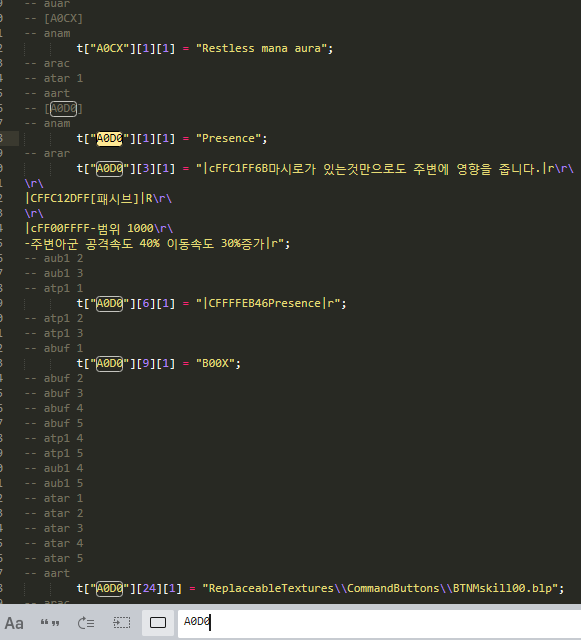 -- auar
-- [A0CX]
-- anam
t["A0CX"][1][1] = "Restless mana aura";
-- arac
-- atar 1
-- aart
-- [A0D0]
-- anam
t["A0D0"][1][1] = "Presence";
-- arar
t["A0D0"][3][1] = "|cFFC1FF6B마시로가 있는것만으로도 주변에 영향을 줍니다.|r\r\
\r\
|CFFC12DFF[패시브]|R\r\
\r\
|cFF00FFFF-범위 1000\r\
-주변아군 공격속도 40% 이동속도 30%증가|r";
-- aub1 2
-- aub1 3
-- atp1 1
t["A0D0"][6][1] = "|CFFFFEB46Presence|r";
-- atp1 2
-- atp1 3
-- abuf 1
t["A0D0"][9][1] = "B00X";
-- abuf 2
-- abuf 3
-- abuf 4
-- abuf 5
-- atp1 4
-- atp1 5
-- aub1 4
-- aub1 5
-- atar 1
-- atar 2
-- atar 3
-- atar 4
-- atar 5
-- aart
t["A0D0"][24][1] = "ReplaceableTextures\\CommandButtons\\BTNMskill00.blp";
-- arac
Aa
A0D0